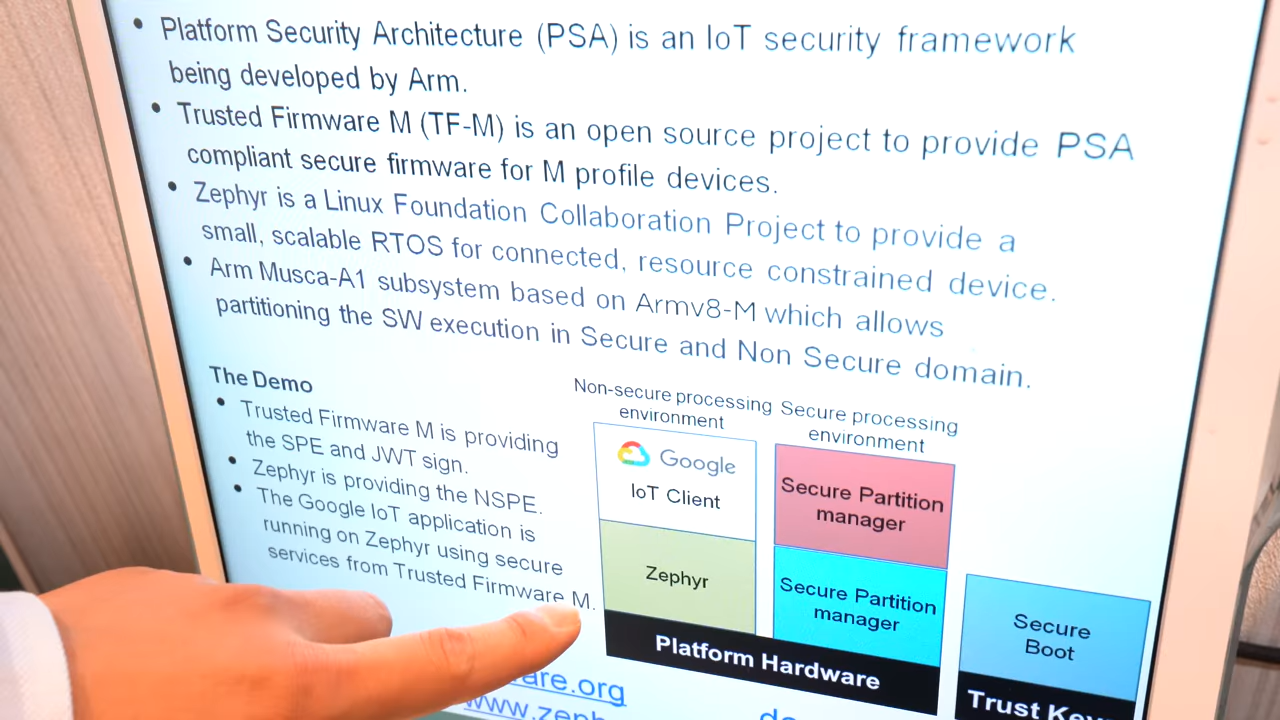 • Platform Security Architecture (PSA) is an IoT security framework
being developed by Arm.
• Trusted Firmware M (TF-M) is an open source project to provide PSA
compliant secure firmware for M profile devices.
• Zephyr is a Linux Foundation Collaboration Project to provide a
small, scalable RTOS for connected, resource constrained device.
• Arm Musca-A1 subsystem based on Armv8-M which allows
partitioning the SW execution in Secure and Non Secure domain.
The Demo
• Trusted Firmware M is providing
the SPE and JWT sign.
• Zephyr is providing the NSPE.
• The Google IoT application is
running on Zephyr using secure
services from Trusted Firmware M.
Non-secure processing
environment
Google
IoT Client
Zephyr
Secure processing
environment
Secure Partition
manager
Secure Partition
manager
Platform Hardware
Secure
Boot
Trust